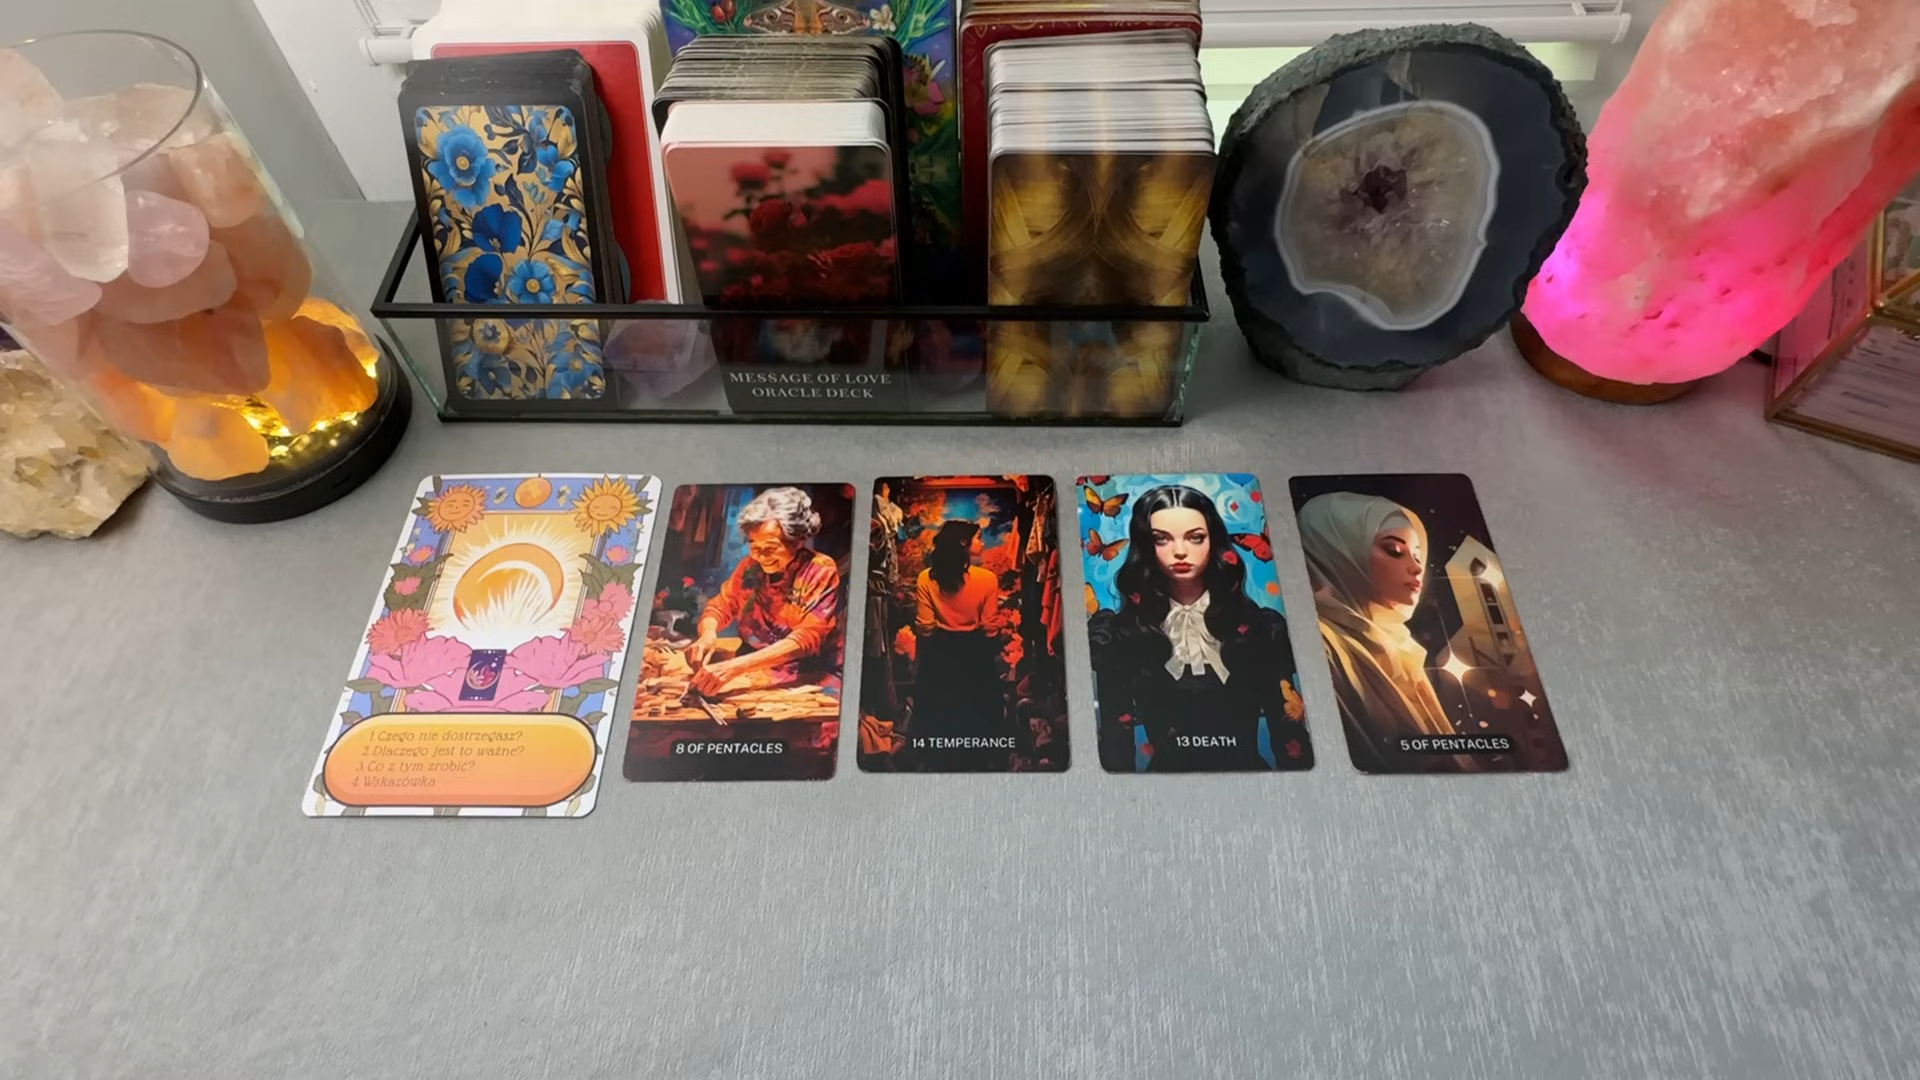 MESSAGE OF LOVE
ORACLE DECK
1. Czego nie dostrzegasz?
2. Dlaczego jest to ważne?
3. Co z tym zrobić?
4. Wskazówka
8 OF PENTACLES
14 TEMPERANCE
13 DEATH
5 OF PENTACLES